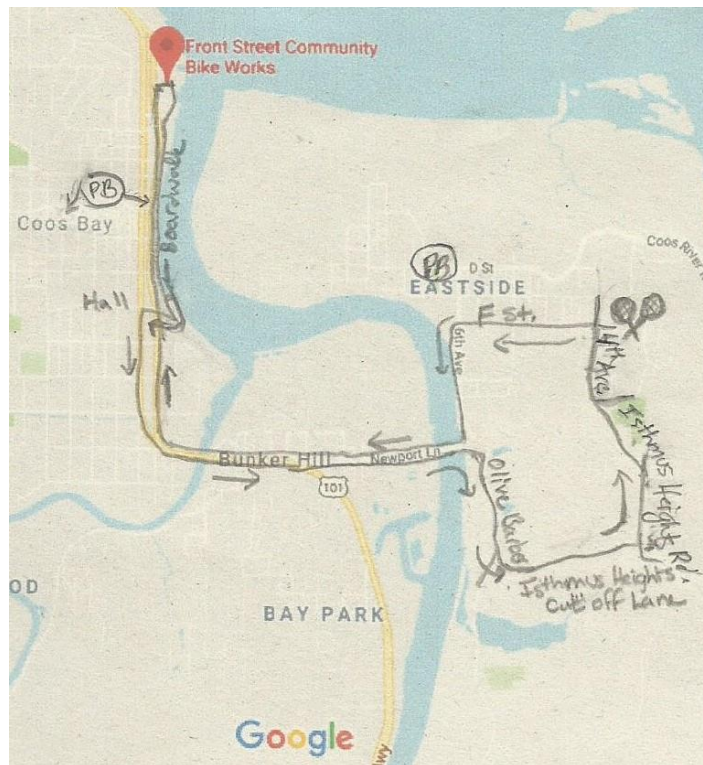 Front Street Community
Bike Works
Boardwalk
PB
Coos Bay
Hall
Coos River
PB
D St
EASTSIDE
F St.
6th Ave
14th Ave
Isthmus Height Rd.
Bunker Hill
Newport Ln
101
Olive Barber
Isthmus Heights
Cut off Lane
OD
BAY PARK
Google
wy